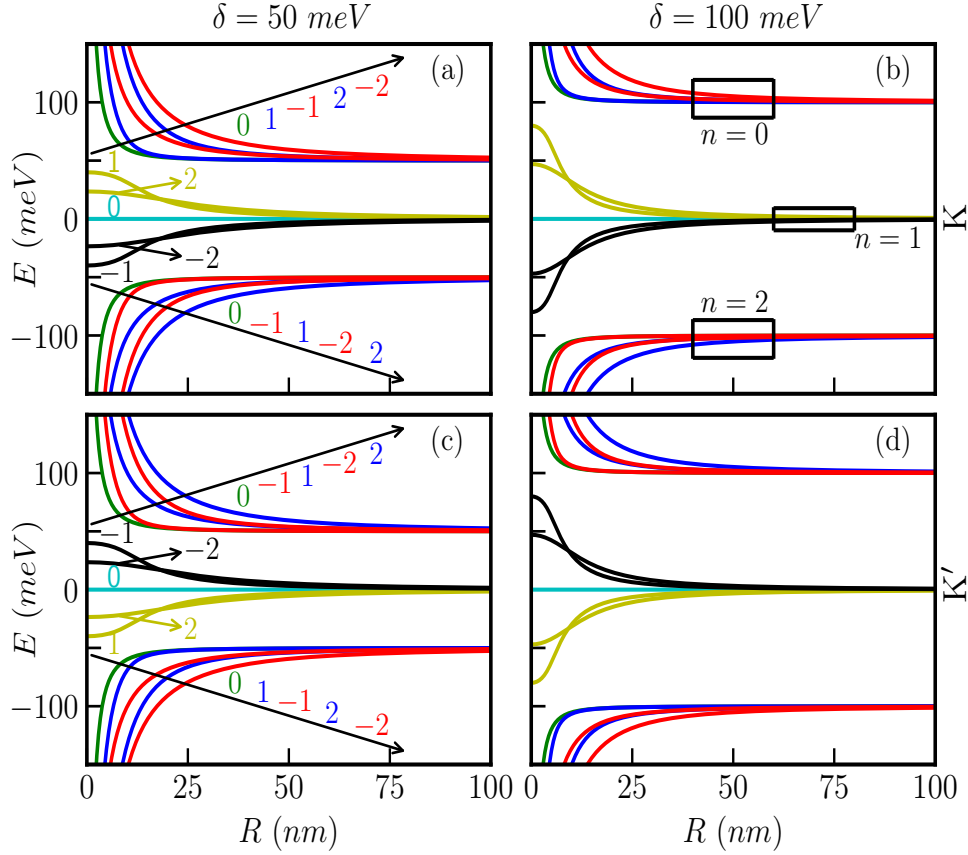 δ = 50 meV
δ = 100 meV
(a)
100
0 1 −1 2 −2
1
2
0
0
−1
−2
−100
0 −1 1 −2 2
E (meV)
(b)
n = 0
n = 1
n = 2
K
(c)
100
0 −1 1 −2 2
−1
−2
0
0
2
1
−100
0 1 −1 2 −2
E (meV)
0 25 50 75 100
R (nm)
(d)
K′
0 25 50 75 100
R (nm)